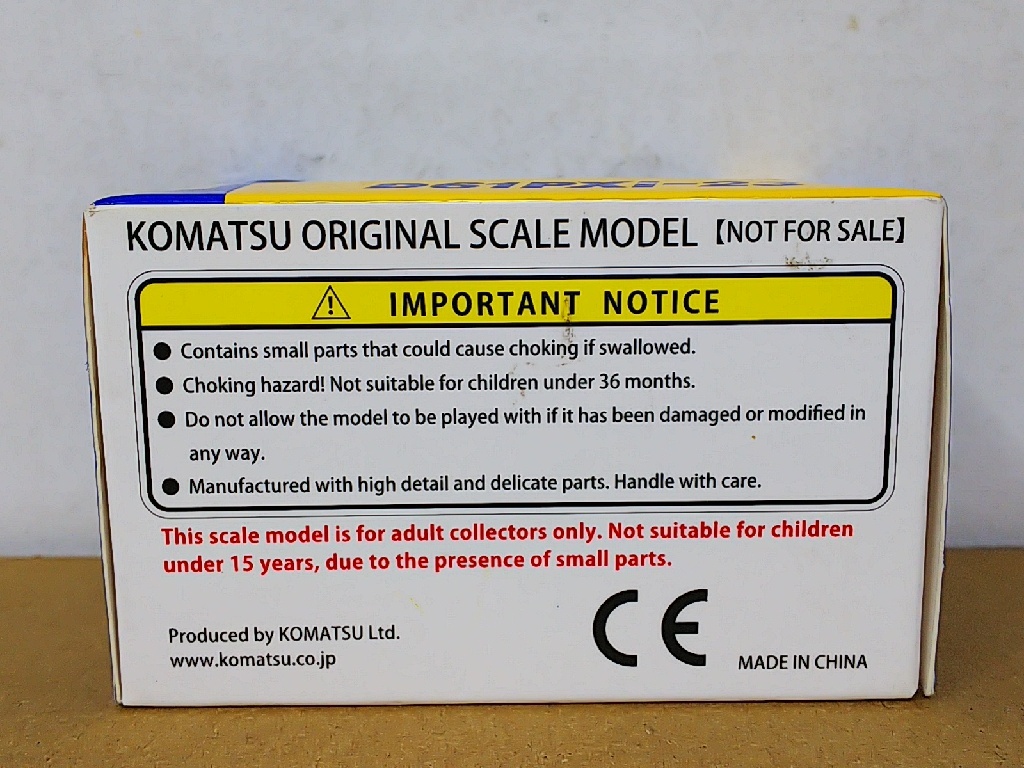 D61PXi-23
KOMATSU ORIGINAL SCALE MODEL 【NOT FOR SALE】
IMPORTANT NOTICE
● Contains small parts that could cause choking if swallowed.
● Choking hazard! Not suitable for children under 36 months.
● Do not allow the model to be played with if it has been damaged or modified in
any way.
● Manufactured with high detail and delicate parts. Handle with care.
This scale model is for adult collectors only. Not suitable for children
under 15 years, due to the presence of small parts.
Produced by KOMATSU Ltd.
www.komatsu.co.jp
CE
MADE IN CHINA